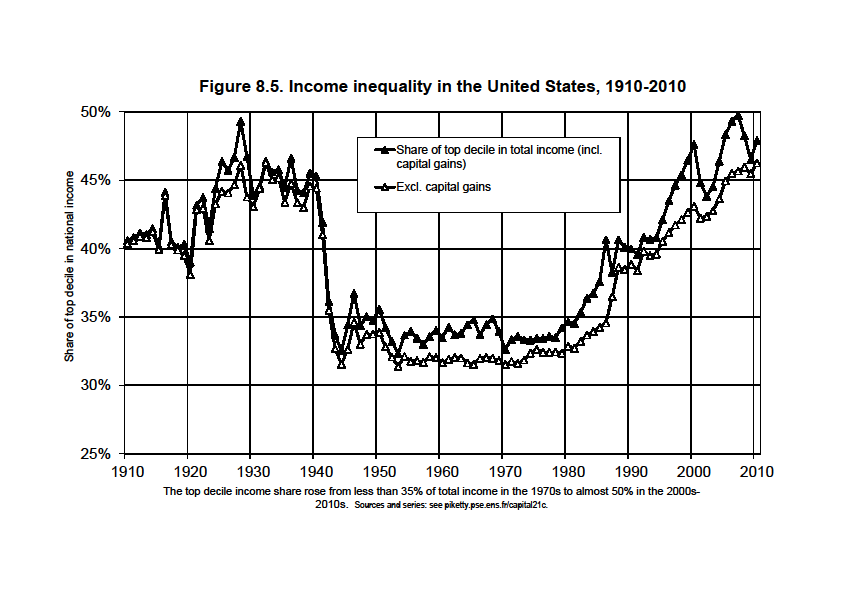 Figure 8.5. Income inequality in the United States, 1910-2010
Share of top decile in national income
50%
45%
40%
35%
30%
25%
Share of top decile in total income (incl.
capital gains)
Excl. capital gains
1910 1920 1930 1940 1950 1960 1970 1980 1990 2000 2010
The top decile income share rose from less than 35% of total income in the 1970s to almost 50% in the 2000s-
2010s. Sources and series: see piketty.pse.ens.fr/capital21c.